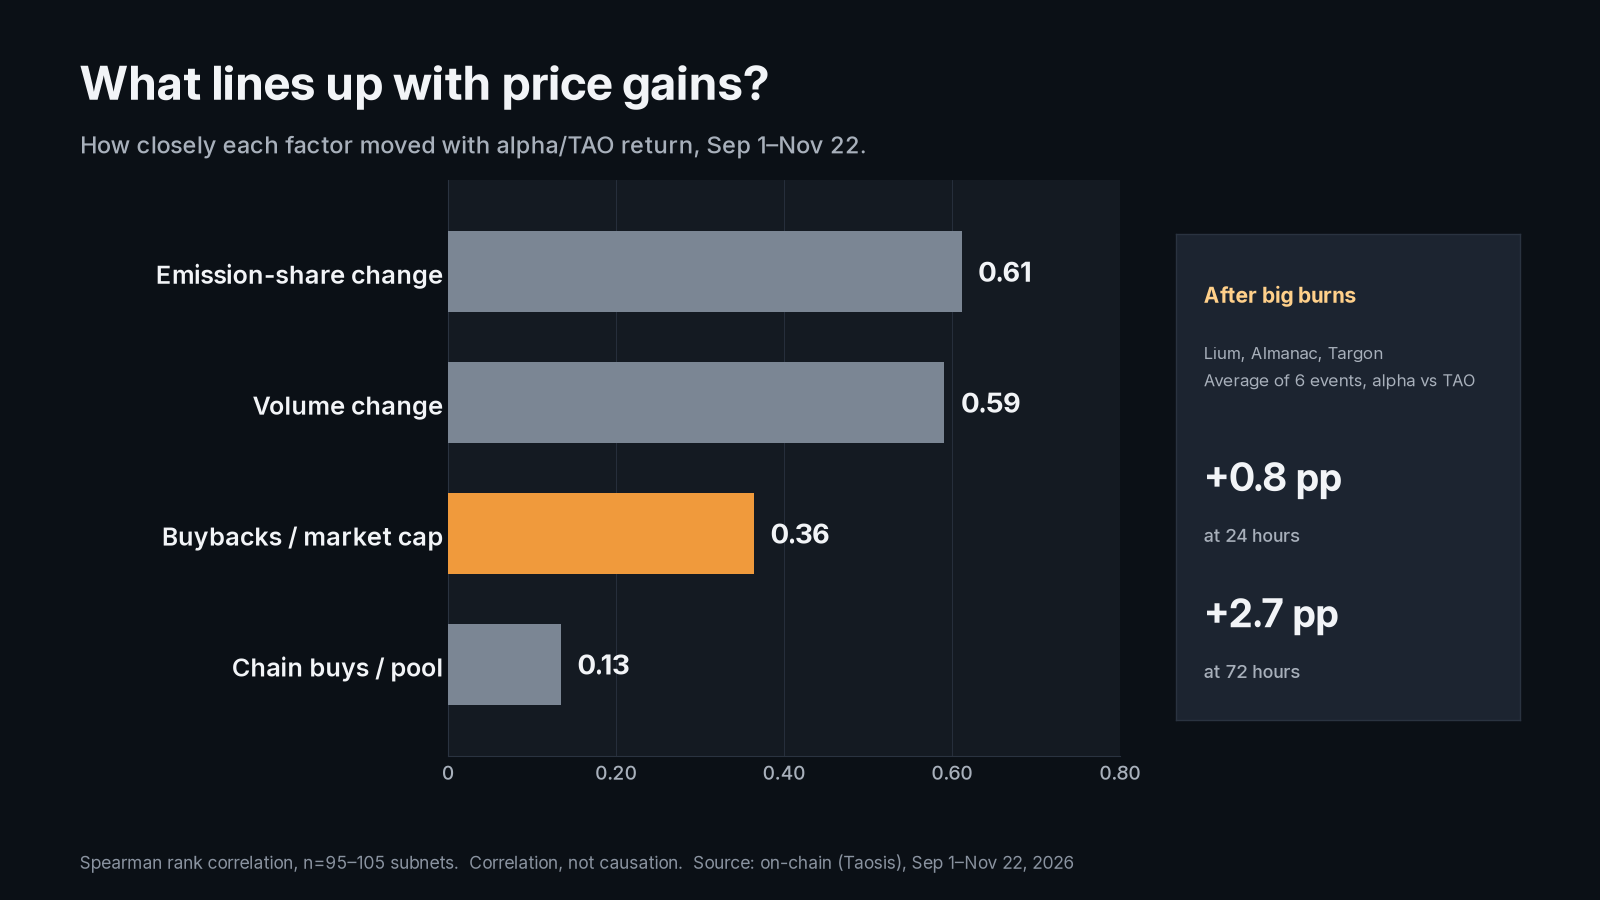 What lines up with price gains?
How closely each factor moved with alpha/TAO return, Sep 1–Nov 22.
Emission-share change
0.61
Volume change
0.59
Buybacks / market cap
0.36
Chain buys / pool
0.13
0
0.20
0.40
0.60
0.80
After big burns
Lium, Almanac, Targon
Average of 6 events, alpha vs TAO
+0.8 pp
at 24 hours
+2.7 pp
at 72 hours
Spearman rank correlation, n=95–105 subnets.  Correlation, not causation.  Source: on-chain (Taosis), Sep 1–Nov 22, 2026